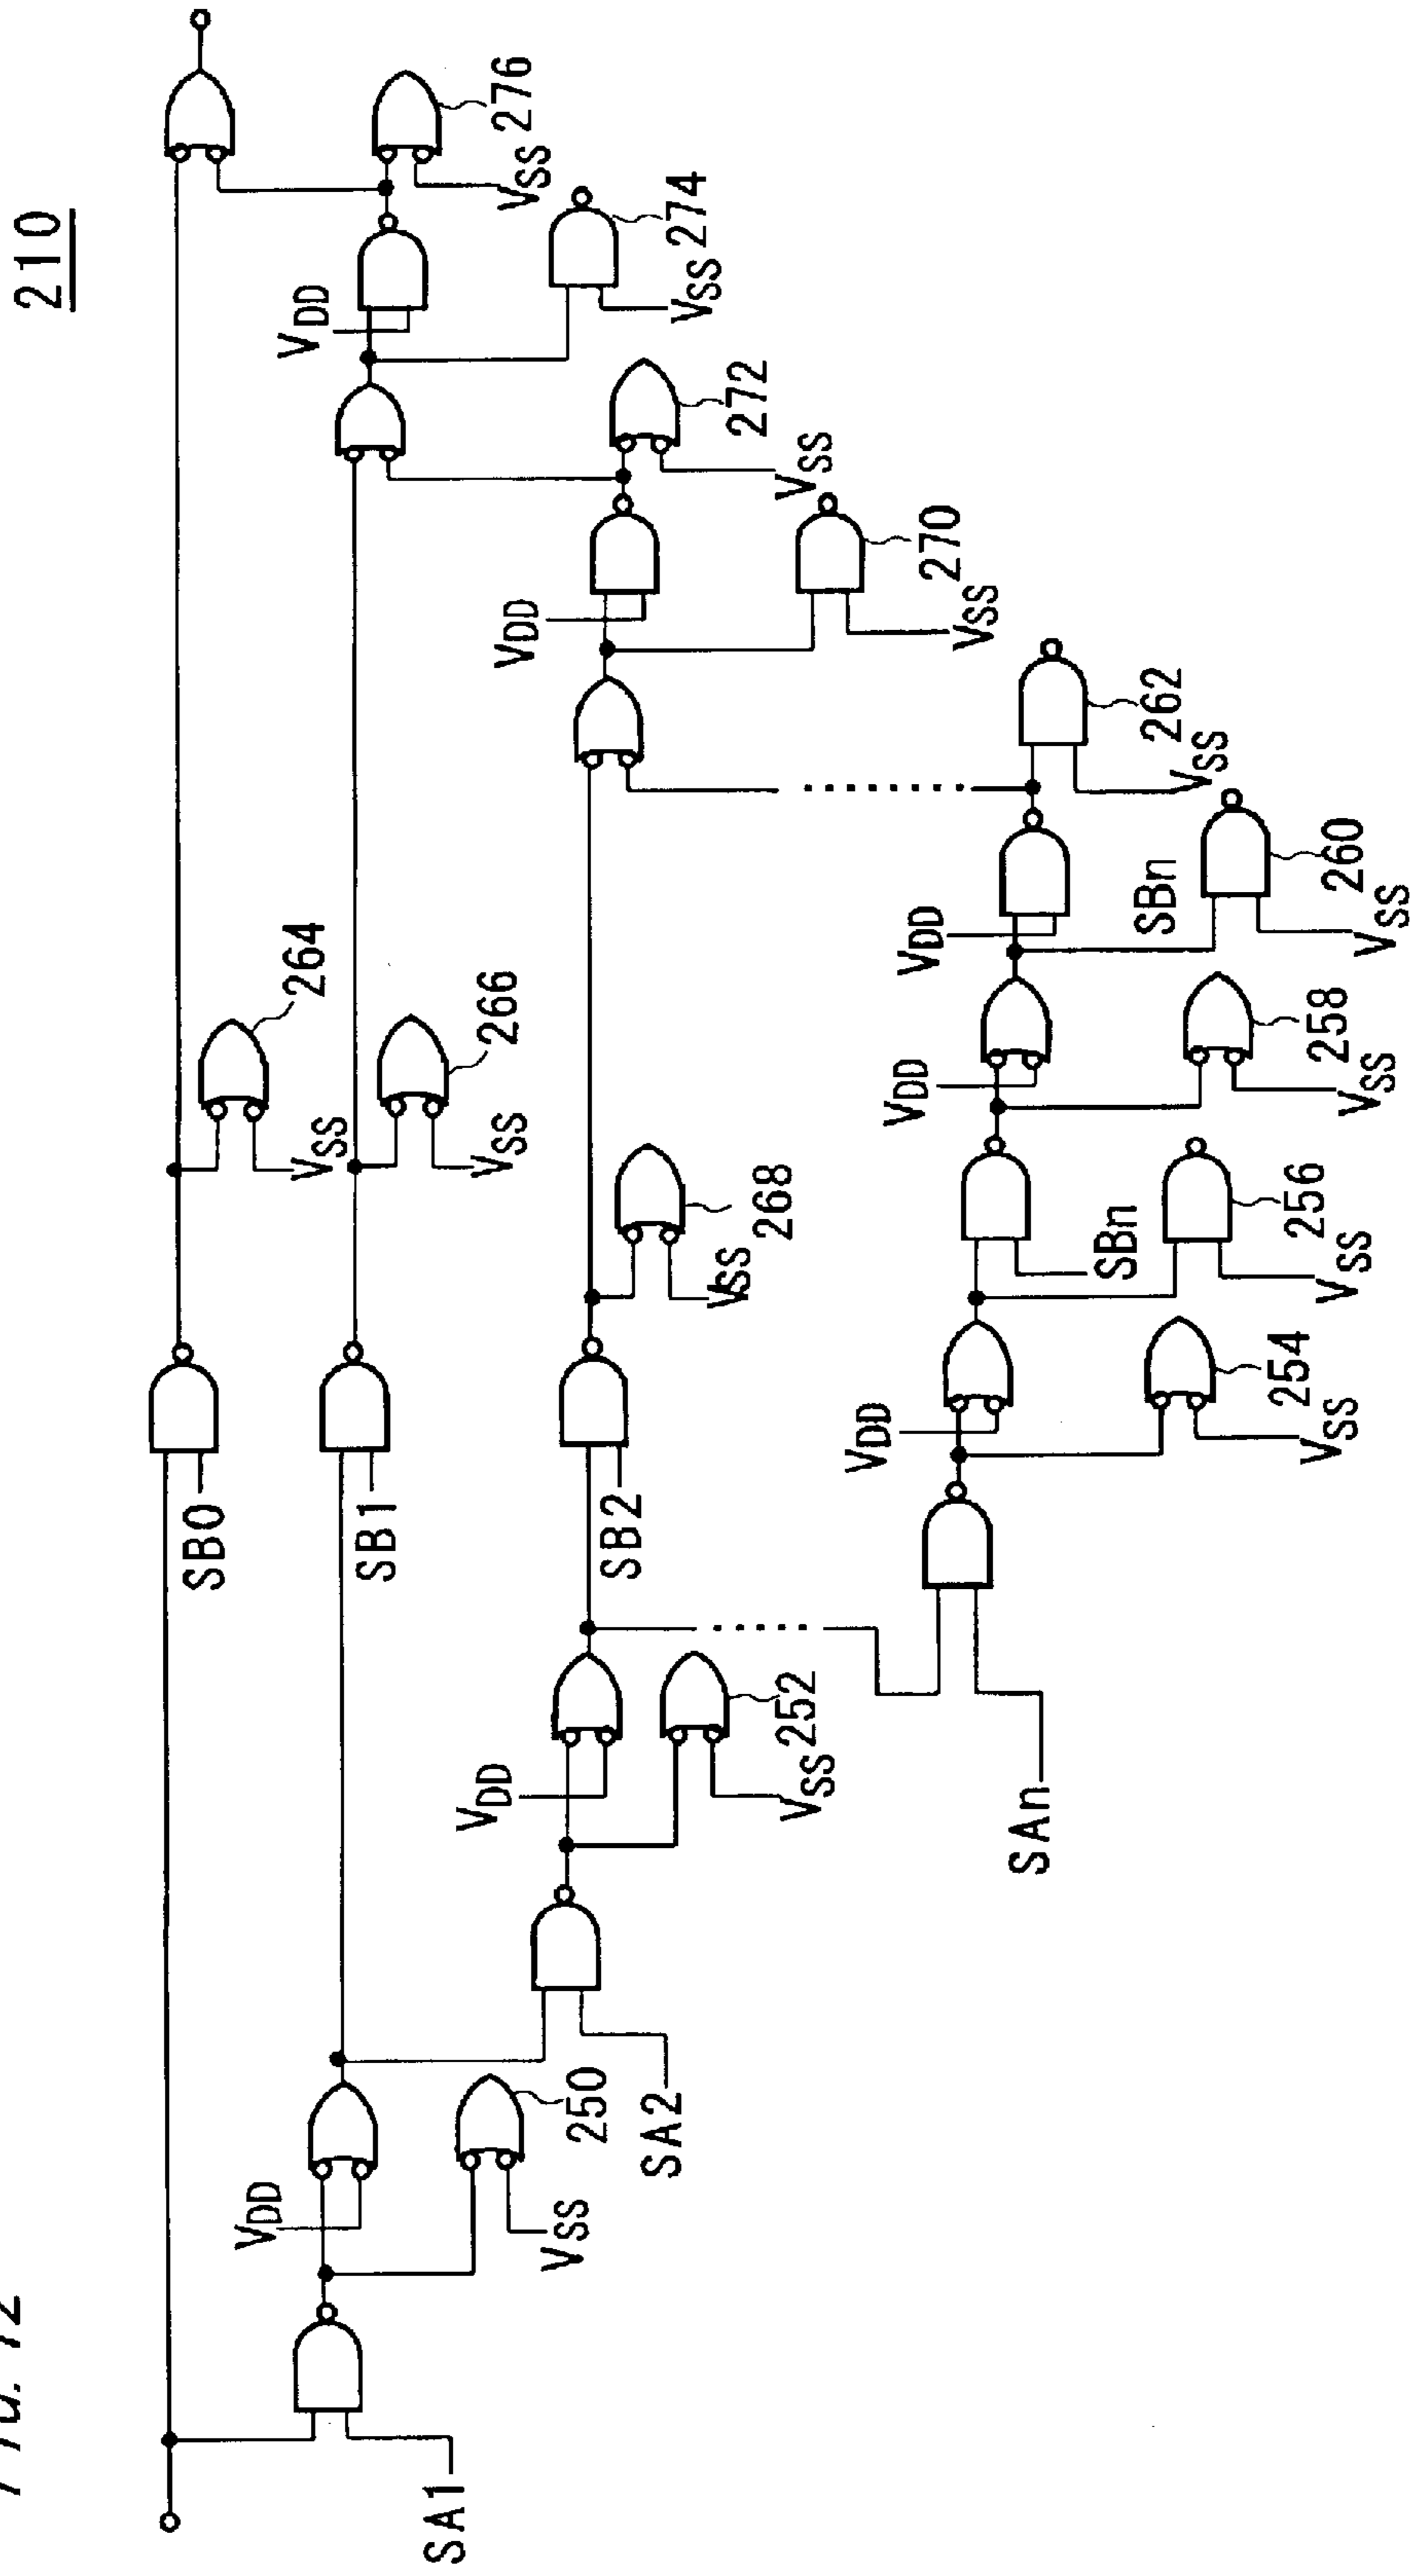 FIG. 12
210
SB0
264
VSS
276
VSS
SB1
266
VSS
VDD
274
VSS
VDD
250
VSS
SA1
SA2
VDD
252
VSS
SB2
268
VSS
VDD
272
VSS
270
VSS
SAn
VDD
254
VSS
SBn
256
VSS
VDD
258
VSS
VDD
SBn
260
VSS
262
VSS